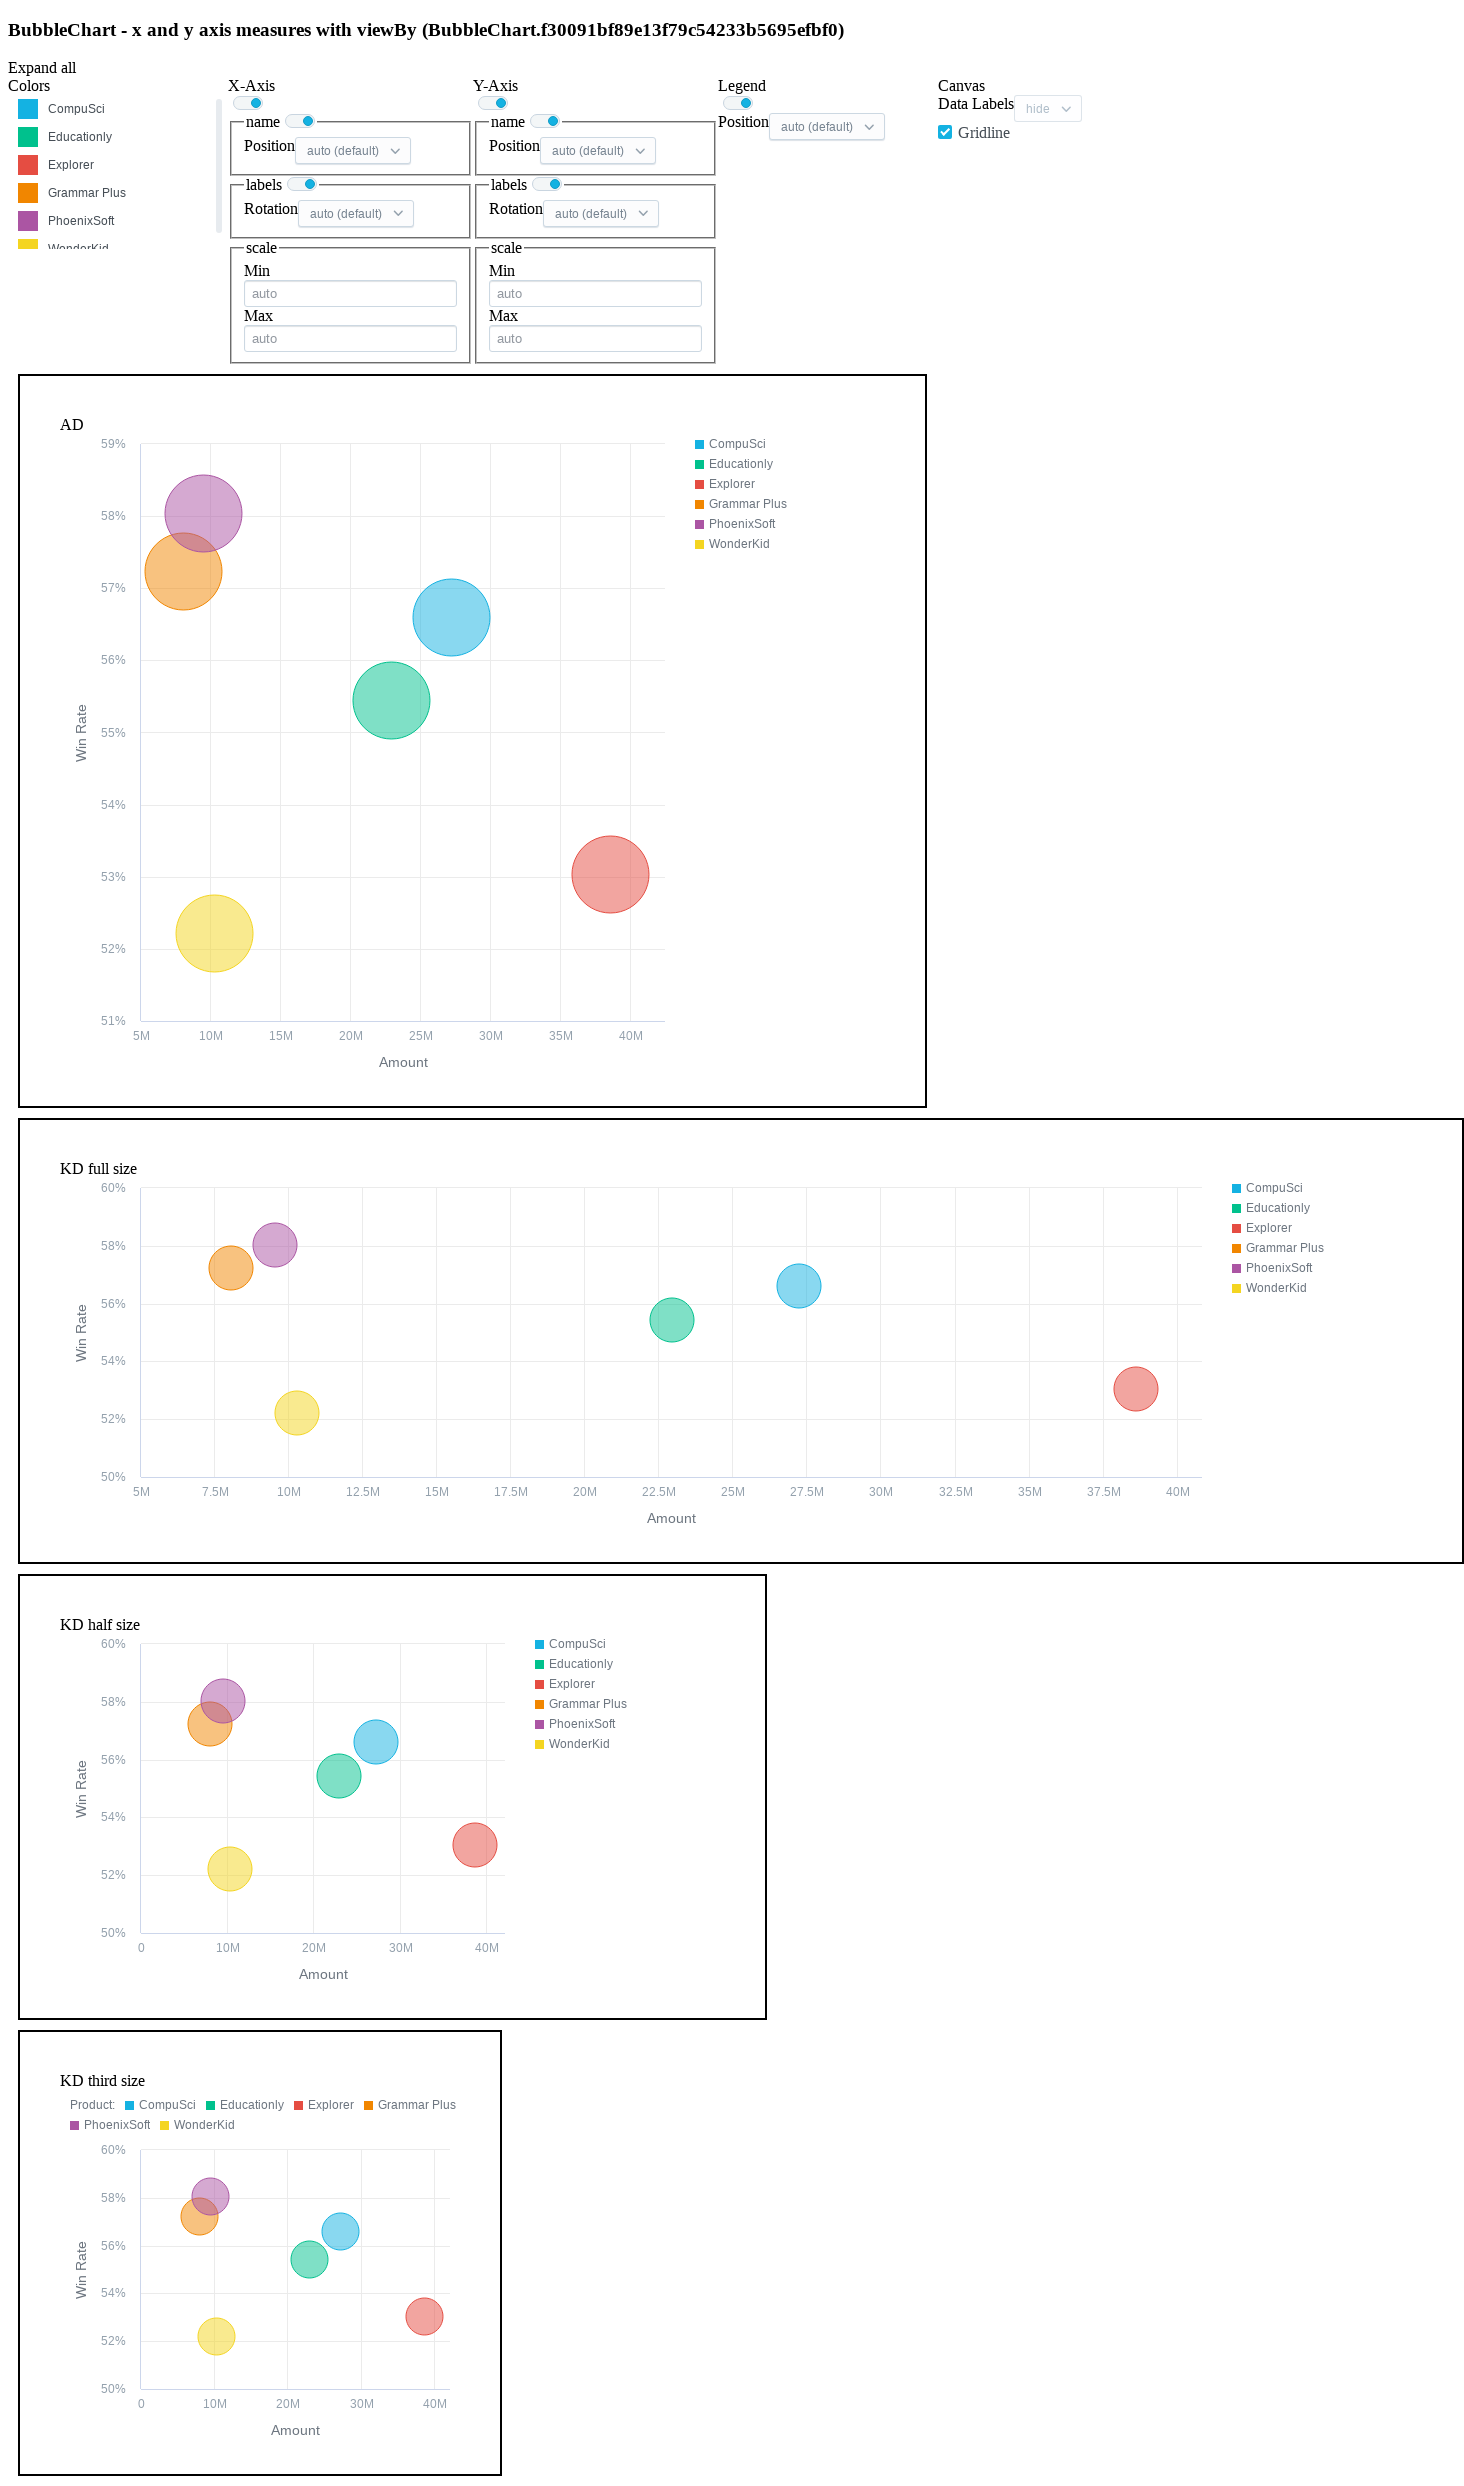 BubbleChart - x and y axis measures with viewBy (BubbleChart.f30091bf89e13f79c54233b5695efbf0)
Expand all
Colors
CompuSci
Educationly
Explorer
Grammar Plus
PhoenixSoft
WonderKid
X-Axis
name
Position auto (default)
labels
Rotation auto (default)
scale
Min
auto
Max
auto
Y-Axis
name
Position auto (default)
labels
Rotation auto (default)
scale
Min
auto
Max
auto
Legend
Position auto (default)
Canvas
Data Labels hide
Gridline
AD
59%
58%
57%
56%
55%
54%
53%
52%
51%
Win Rate
5M 10M 15M 20M 25M 30M 35M 40M
Amount
CompuSci
Educationly
Explorer
Grammar Plus
PhoenixSoft
WonderKid
KD full size
60%
58%
56%
54%
52%
50%
Win Rate
5M 7.5M 10M 12.5M 15M 17.5M 20M 22.5M 25M 27.5M 30M 32.5M 35M 37.5M 40M
Amount
CompuSci
Educationly
Explorer
Grammar Plus
PhoenixSoft
WonderKid
KD half size
60%
58%
56%
54%
52%
50%
Win Rate
0 10M 20M 30M 40M
Amount
CompuSci
Educationly
Explorer
Grammar Plus
PhoenixSoft
WonderKid
KD third size
Product: CompuSci Educationly Explorer Grammar Plus
PhoenixSoft WonderKid
60%
58%
56%
54%
52%
50%
Win Rate
0 10M 20M 30M 40M
Amount